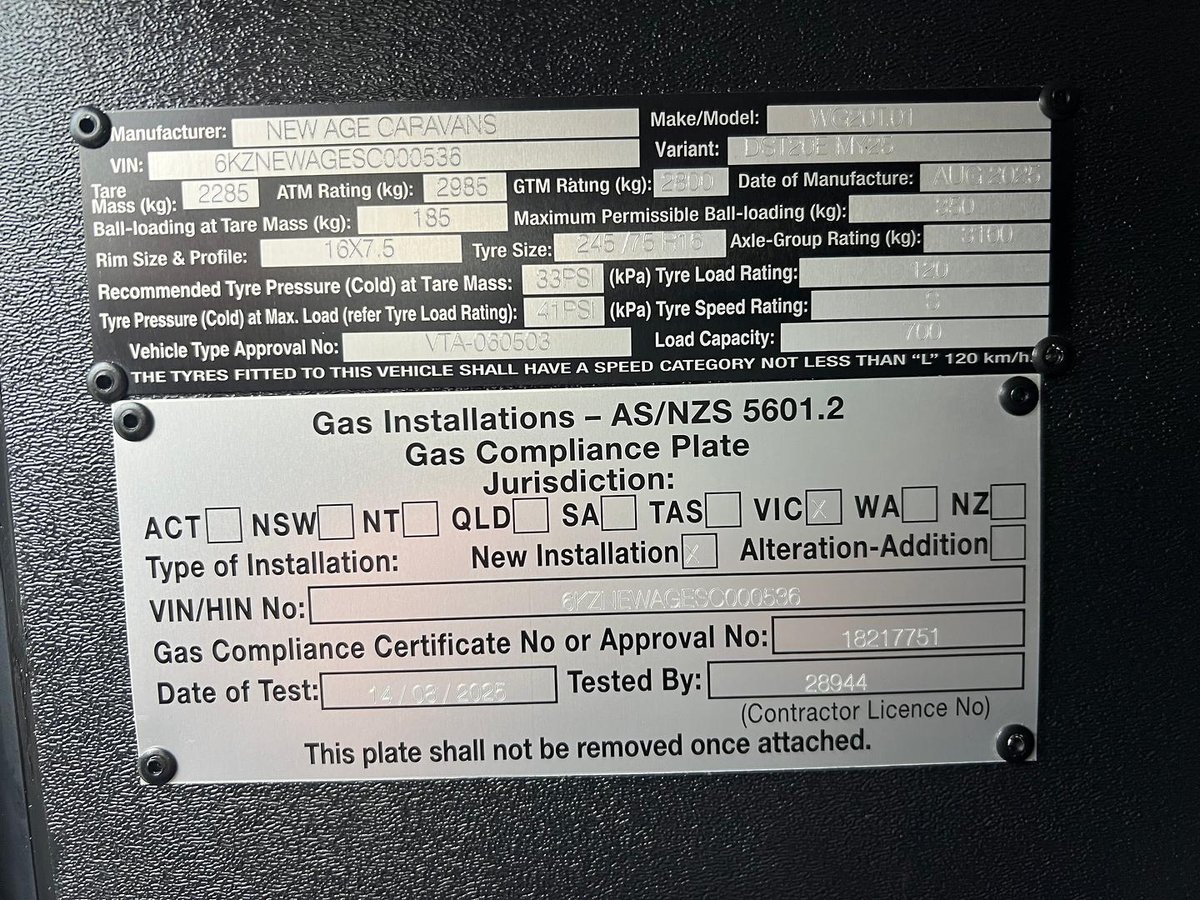 Manufacturer: NEW AGE CARAVANS Make/Model: WG20T.01
VIN: 6KZNEWAGESC000536 Variant: DST20E MY25
Tare Mass (kg): 2285 ATM Rating (kg): 2985 GTM Rating (kg): 2800 Date of Manufacture: AUG 2025
Ball-loading at Tare Mass (kg): 185 Maximum Permissible Ball-loading (kg): 350
Rim Size & Profile: 16X7.5 Tyre Size: 245 /75 R16 Axle-Group Rating (kg): 3100
Recommended Tyre Pressure (Cold) at Tare Mass: 33PSI (kPa) Tyre Load Rating: 120
Tyre Pressure (Cold) at Max. Load (refer Tyre Load Rating): 41PSI (kPa) Tyre Speed Rating:
Vehicle Type Approval No: VTA-060503 Load Capacity: 700
THE TYRES FITTED TO THIS VEHICLE SHALL HAVE A SPEED CATEGORY NOT LESS THAN “L” 120 km/h.
Gas Installations – AS/NZS 5601.2
Gas Compliance Plate
Jurisdiction:
ACT NSW NT QLD SA TAS VIC X WA NZ
Type of Installation: New Installation X Alteration-Addition
VIN/HIN No: 6KZNEWAGESC000536
Gas Compliance Certificate No or Approval No: 18217751
Date of Test: 14 / 08 / 2025 Tested By: 28944
(Contractor Licence No)
This plate shall not be removed once attached.